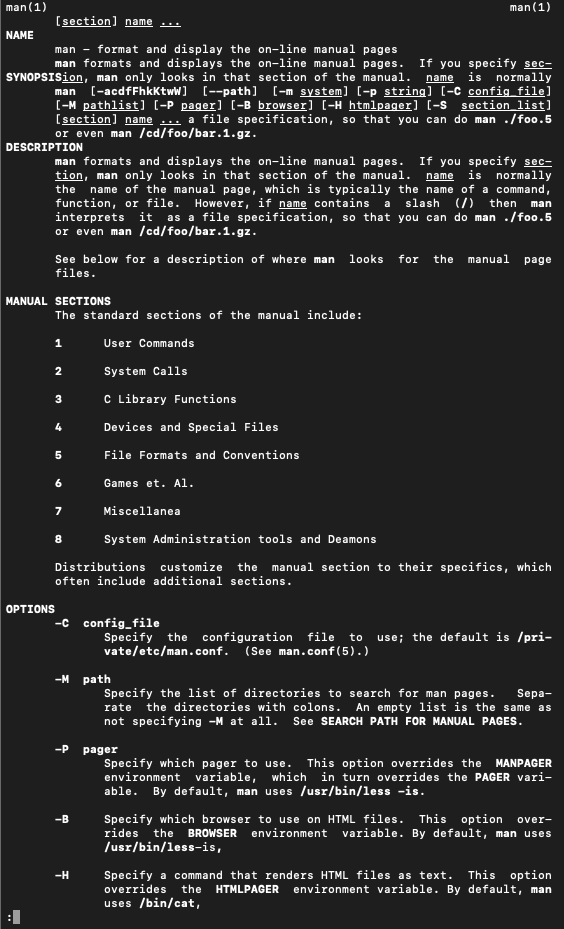 man(1) man(1)
[section] name ...
NAME
man – format and display the on-line manual pages
man formats and displays the on-line manual pages. If you specify sec-
SYNOPSISion, man only looks in that section of the manual. name is normally
man [-acdfFhkKtwW] [--path] [-m system] [-p string] [-C config_file]
[-M pathlist] [-P pager] [-B browser] [-H htmlpager] [-S section_list]
[section] name ... a file specification, so that you can do man ./foo.5
or even man /cd/foo/bar.1.gz.
DESCRIPTION
man formats and displays the on-line manual pages. If you specify sec-
tion, man only looks in that section of the manual. name is normally
the name of the manual page, which is typically the name of a command,
function, or file. However, if name contains a slash (/) then man
interprets it as a file specification, so that you can do man ./foo.5
or even man /cd/foo/bar.1.gz.
See below for a description of where man looks for the manual page
files.
MANUAL SECTIONS
The standard sections of the manual include:
1 User Commands
2 System Calls
3 C Library Functions
4 Devices and Special Files
5 File Formats and Conventions
6 Games et. Al.
7 Miscellanea
8 System Administration tools and Deamons
Distributions customize the manual section to their specifics, which
often include additional sections.
OPTIONS
-C config_file
Specify the configuration file to use; the default is /pri-
vate/etc/man.conf. (See man.conf(5).)
-M path
Specify the list of directories to search for man pages. Sepa-
rate the directories with colons. An empty list is the same as
not specifying -M at all. See SEARCH PATH FOR MANUAL PAGES.
-P pager
Specify which pager to use. This option overrides the MANPAGER
environment variable, which in turn overrides the PAGER vari-
able. By default, man uses /usr/bin/less -is.
-B Specify which browser to use on HTML files. This option over-
rides the BROWSER environment variable. By default, man uses
/usr/bin/less-is,
-H Specify a command that renders HTML files as text. This option
overrides the HTMLPAGER environment variable. By default, man
uses /bin/cat,
: